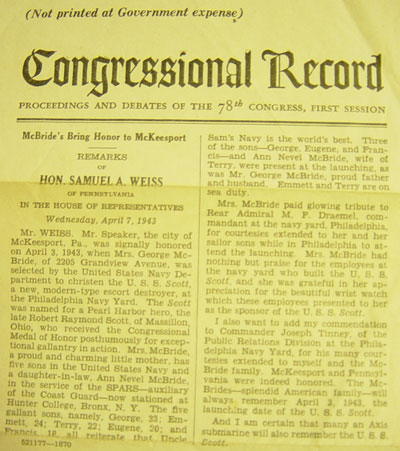 (Not printed at Government expense)
Congressional Record
PROCEEDINGS AND DEBATES OF THE 78th CONGRESS, FIRST SESSION
McBride's Bring Honor to McKeesport
REMARKS
OF
HON. SAMUEL A. WEISS
OF PENNSYLVANIA
IN THE HOUSE OF REPRESENTATIVES
Wednesday, April 7, 1943
Mr. WEISS. Mr. Speaker, the city of
McKeesport, Pa., was signally honored
on April 3, 1943, when Mrs. George Mc-
Bride, of 2205 Grandview Avenue, was
selected by the United States Navy De-
partment to christen the U. S. S. Scott,
a new, modern-type escort destroyer, at
the Philadelphia Navy Yard. The Scott
was named for a Pearl Harbor hero, the
late Robert Raymond Scott, of Massillon,
Ohio, who received the Congressional
Medal of Honor posthumously for excep-
tional gallantry in action. Mrs. McBride,
a proud and charming little mother, has
five sons in the United States Navy and
a daughter-in-law, Ann Nevel McBride,
in the service of the SPARS—auxiliary
of the Coast Guard—now stationed at
Hunter College, Bronx, N. Y. The five
gallant sons, namely, George, 33; Em-
mett, 24; Terry, 22; Eugene, 20; and
Francis, 18, all reiterate that Uncle
521177—1870
Sam's Navy is the world's best. Three
of the sons—George, Eugene, and Fran-
cis—and Ann Nevel McBride, wife of
Terry, were present at the launching, as
was Mr. George McBride, proud father
and husband. Emmett and Terry are on
sea duty.
Mrs. McBride paid glowing tribute to
Rear Admiral M. F. Draemel, com-
mandant at the navy yard, Philadelphia,
for courtesies extended to her and her
sailor sons while in Philadelphia to at-
tend the launching. Mrs. McBride had
nothing but praise for the employees at
the navy yard who built the U. S. S.
Scott, and she was grateful in her ap-
preciation for the beautiful wrist watch
which these employees presented to her
as the sponsor of the U. S. S. Scott.
I also want to add my commendation
to Commander Joseph Tinney, of the
Public Relations Division at the Phila-
delphia Navy Yard, for his many cour-
tesies extended to myself and the Mc-
Bride family. McKeesport and Pennsyl-
vania were indeed honored. The Mc-
Brides—splendid American family—will
always remember April 3, 1943, the
launching date of the U. S. S. Scott.
And I am certain that many an Axis
submarine will also remember the U. S.
Scott.